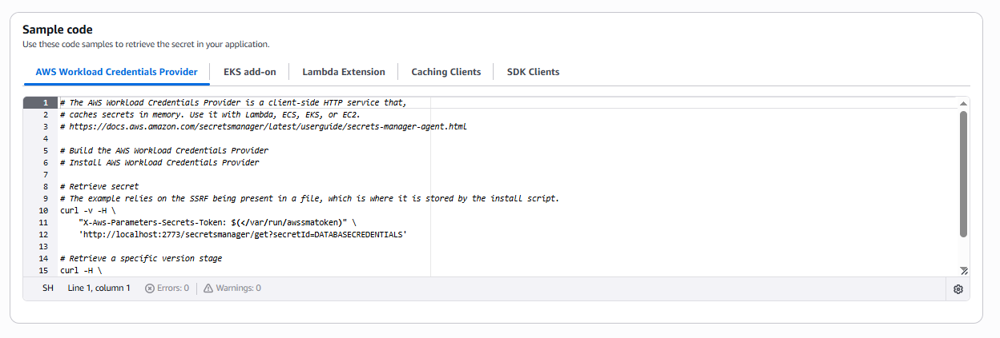 Sample code
Use these code samples to retrieve the secret in your application.
AWS Workload Credentials Provider EKS add-on Lambda Extension Caching Clients SDK Clients
1 # The AWS Workload Credentials Provider is a client-side HTTP service that,
2 # caches secrets in memory. Use it with Lambda, ECS, EKS, or EC2.
3 # https://docs.aws.amazon.com/secretsmanager/latest/userguide/secrets-manager-agent.html
4
5 # Build the AWS Workload Credentials Provider
6 # Install AWS Workload Credentials Provider
7
8 # Retrieve secret
9 # The example relies on the SSRF being present in a file, which is where it is stored by the install script.
10 curl -v -H \
11 "X-Aws-Parameters-Secrets-Token: $(</var/run/awssmatoken)" \
12 'http://localhost:2773/secretsmanager/get?secretId=DATABASECREDENTIALS'
13
14 # Retrieve a specific version stage
15 curl -H \
SH Line 1, column 1 Errors: 0 Warnings: 0